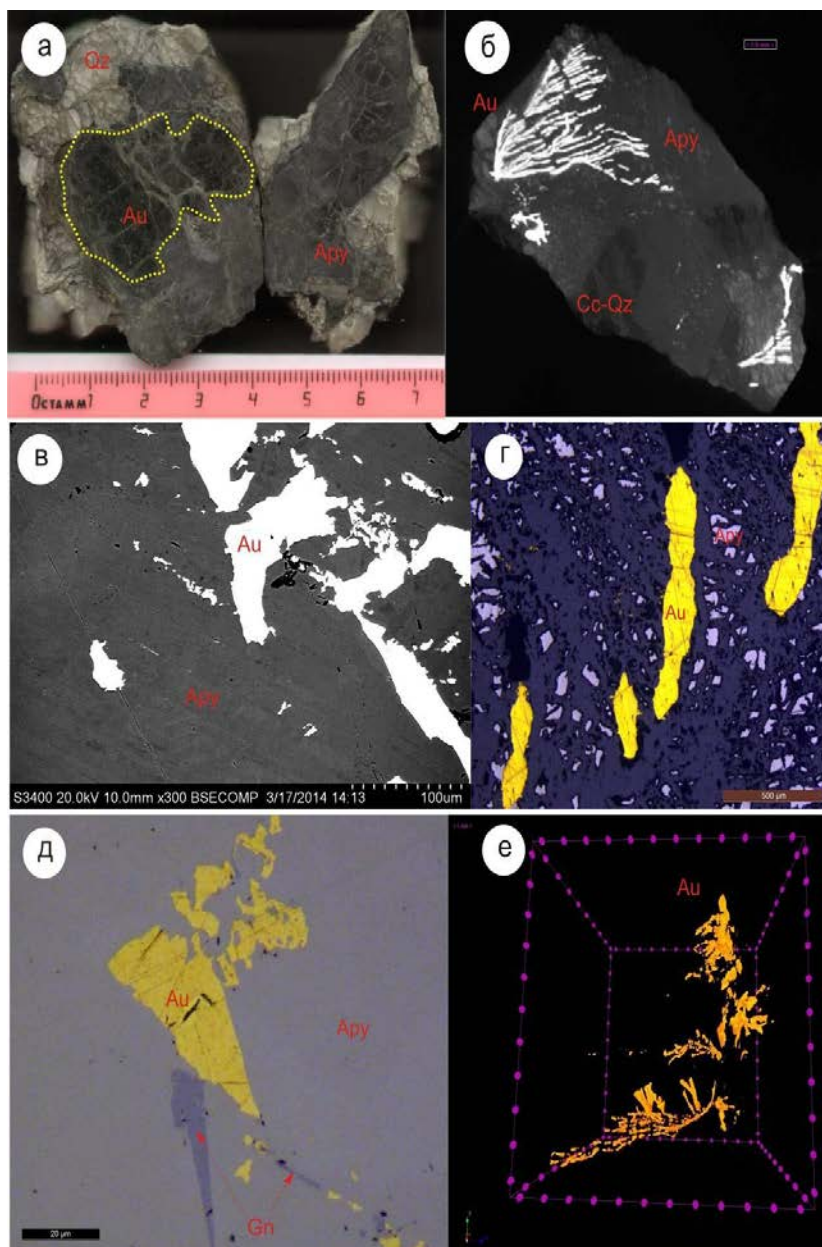 а
Qz
Au
Apy
0 СТАММ 1 2 3 4 5 6 7
б
Au
Apy
Cc-Qz
в
Au
Apy
S3400 20.0kV 10.0mm x300 BSECOMP 3/17/2014 14:13 100um
г
Apy
Au
500 µm
д
Au
Apy
Gn
20 µm
е
Au